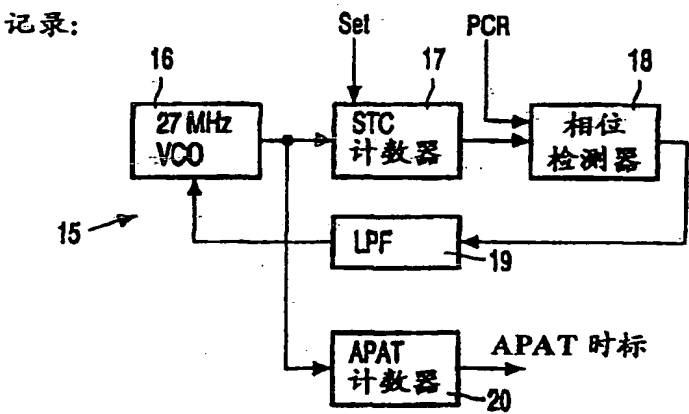 记录:
Set
PCR
16
17
18
27 MHz
VCO
STC
计数器
相位
检测器
15
LPF
19
APAT
计数器
APAT 时标
20